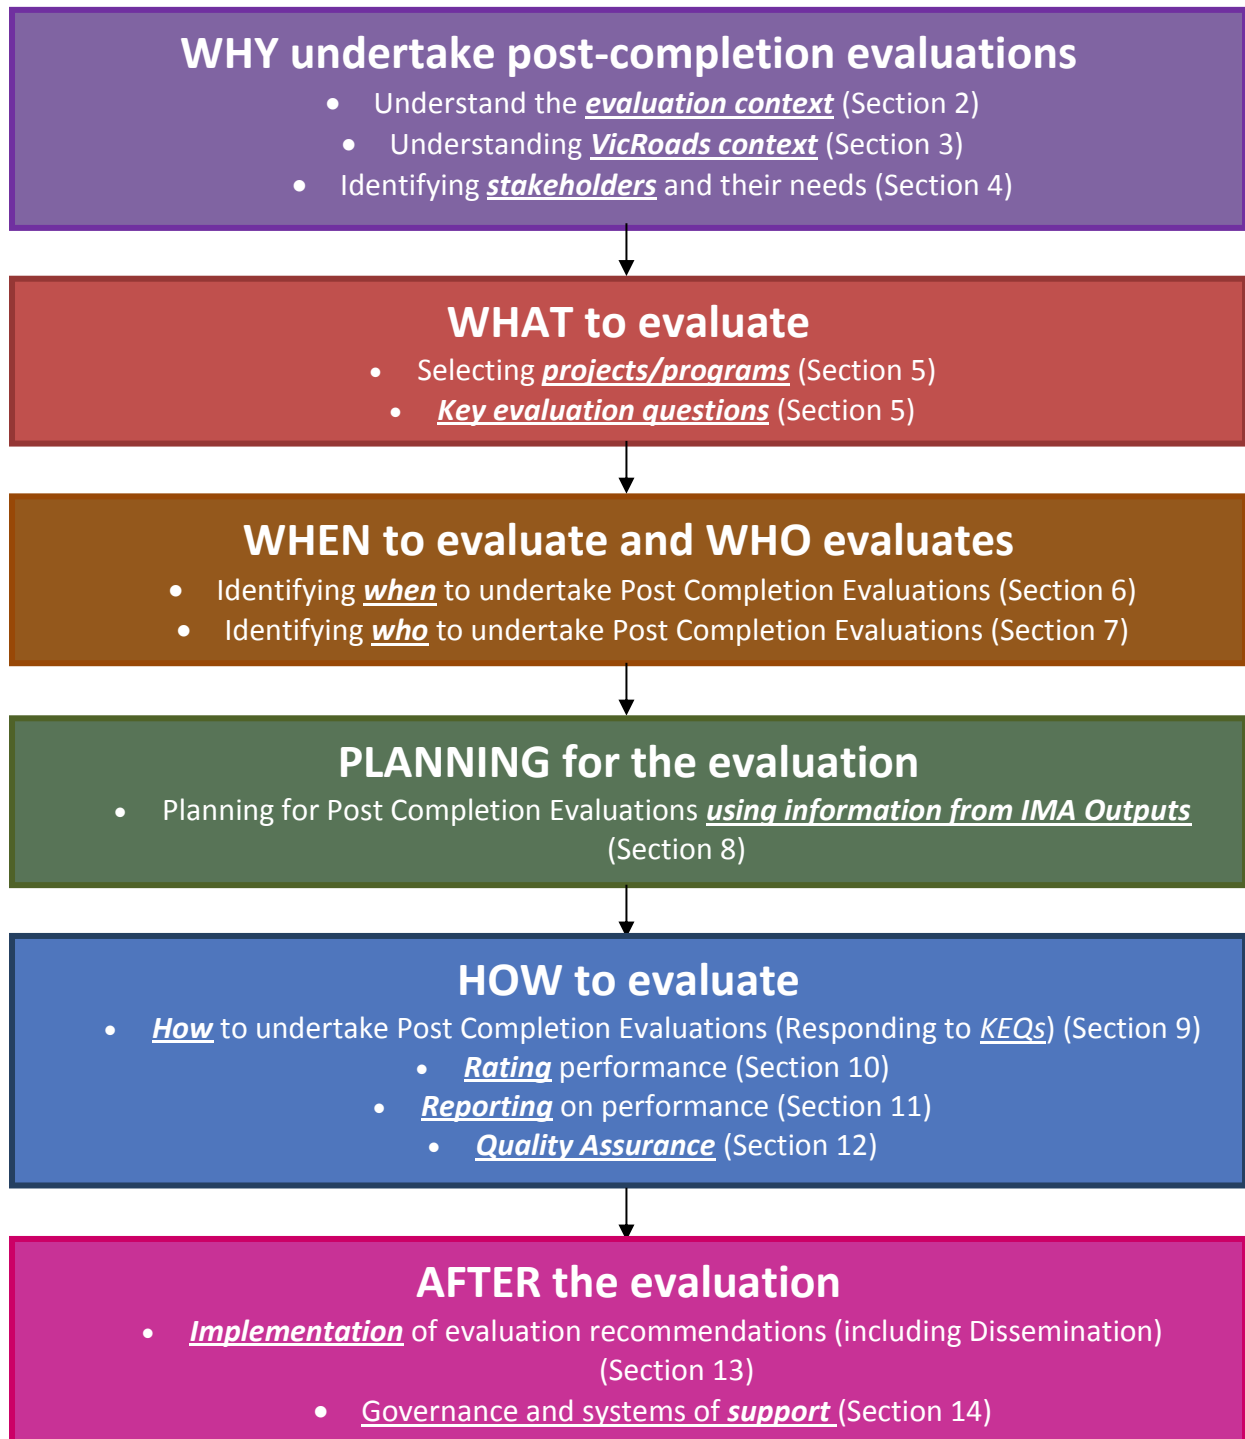 WHY undertake post-completion evaluations
• Understand the evaluation context (Section 2)
• Understanding VicRoads context (Section 3)
• Identifying stakeholders and their needs (Section 4)
WHAT to evaluate
• Selecting projects/programs (Section 5)
• Key evaluation questions (Section 5)
WHEN to evaluate and WHO evaluates
• Identifying when to undertake Post Completion Evaluations (Section 6)
• Identifying who to undertake Post Completion Evaluations (Section 7)
PLANNING for the evaluation
• Planning for Post Completion Evaluations using information from IMA Outputs
(Section 8)
HOW to evaluate
• How to undertake Post Completion Evaluations (Responding to KEQs) (Section 9)
• Rating performance (Section 10)
• Reporting on performance (Section 11)
• Quality Assurance (Section 12)
AFTER the evaluation
• Implementation of evaluation recommendations (including Dissemination)
(Section 13)
• Governance and systems of support (Section 14)